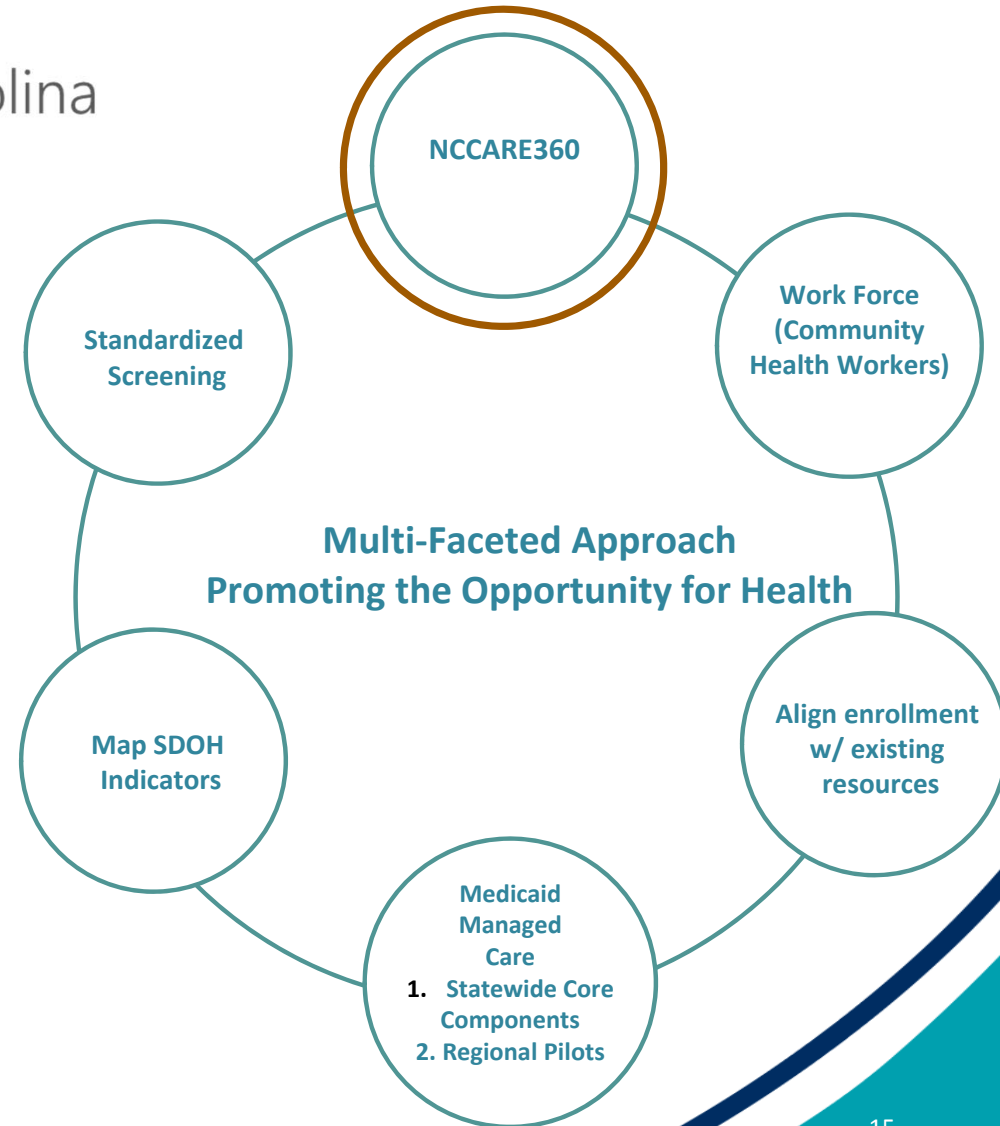 NCCARE360
Work Force
(Community
Health Workers)
Standardized
Screening
Multi-Faceted Approach
Promoting the Opportunity for Health
Align enrollment
w/ existing
resources
Map SDOH
Indicators
Medicaid
Managed
Care
1. Statewide Core
Components
2. Regional Pilots